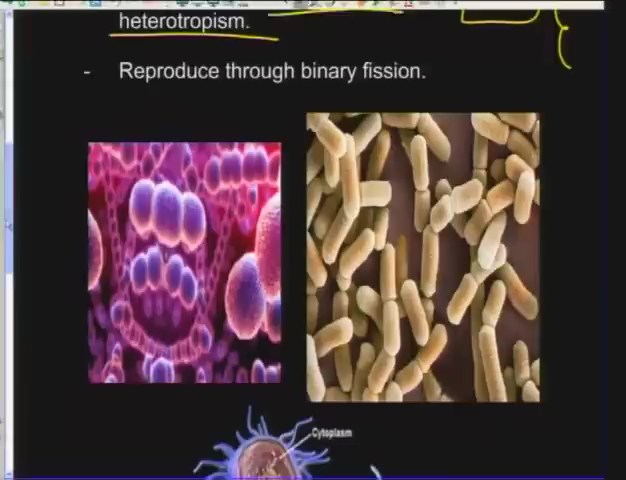 heterotropism.
- Reproduce through binary fission.
Cytoplasm